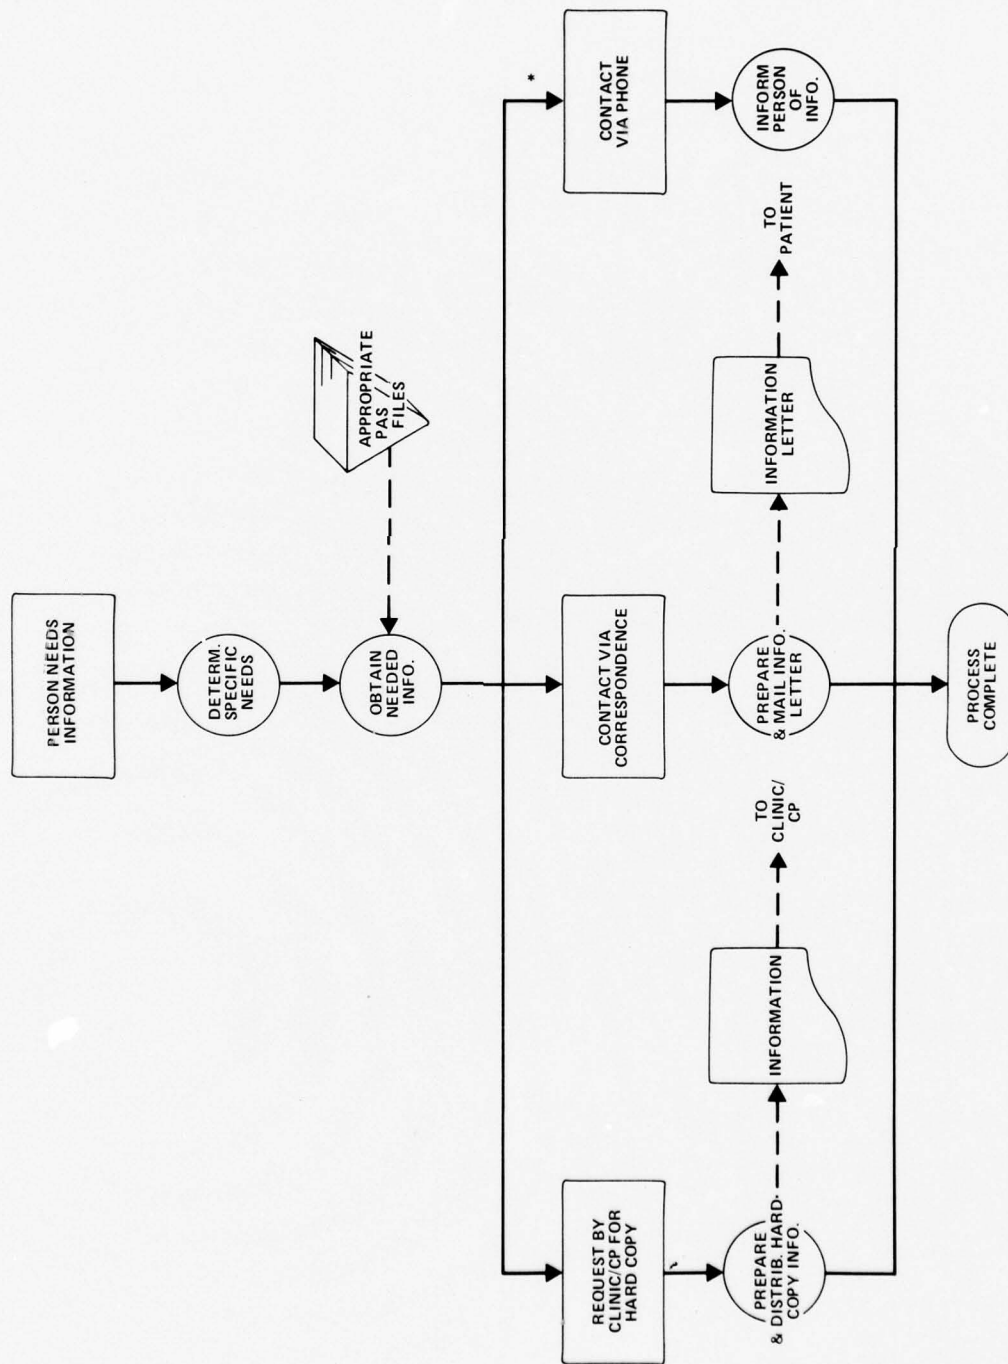 PERSON NEEDS
INFORMATION
DETERM.
SPECIFIC
NEEDS
OBTAIN
NEEDED
INFO.
APPROPRIATE
PAS
FILES
REQUEST BY
CLINIC/CP FOR
HARD COPY
CONTACT VIA
CORRESPONDENCE
*
CONTACT
VIA PHONE
PREPARE
& DISTRIB. HARD-
COPY INFO.
INFORMATION
TO
CLINIC/
CP
PREPARE
& MAIL INFO.
LETTER
INFORMATION
LETTER
TO
PATIENT
INFORM
PERSON
OF
INFO.
PROCESS
COMPLETE